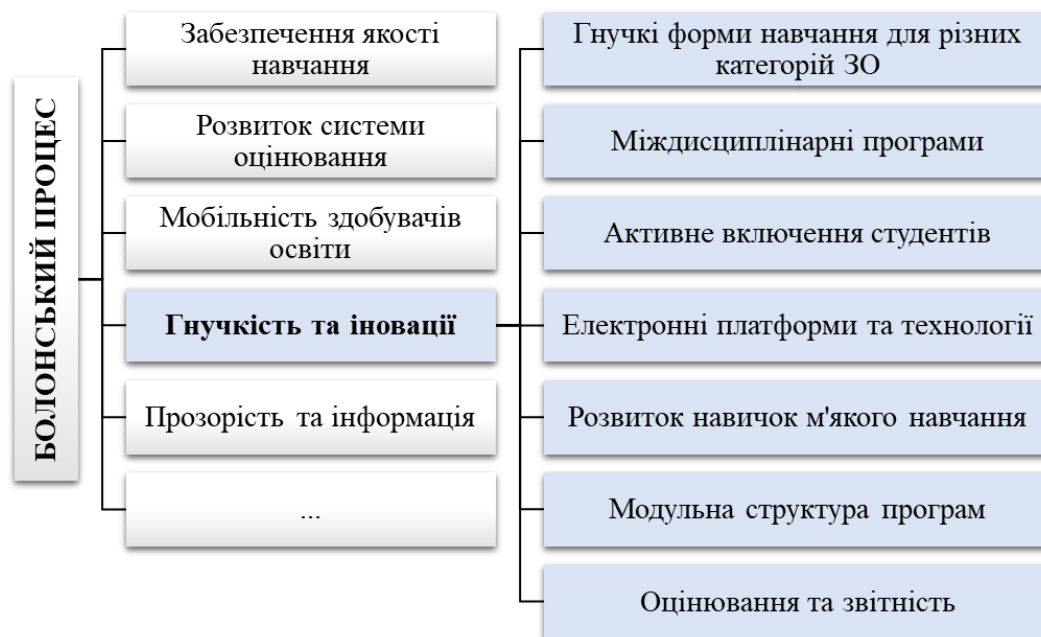 БОЛОНСЬКИЙ ПРОЦЕС
Забезпечення якості
навчання
Розвиток системи
оцінювання
Мобільність здобувачів
освіти
Гнучкість та іновації
Прозорість та інформація
...
Гнучкі форми навчання для різних
категорій ЗО
Міждисциплінарні програми
Активне включення студентів
Електронні платформи та технології
Розвиток навичок м'якого навчання
Модульна структура програм
Оцінювання та звітність